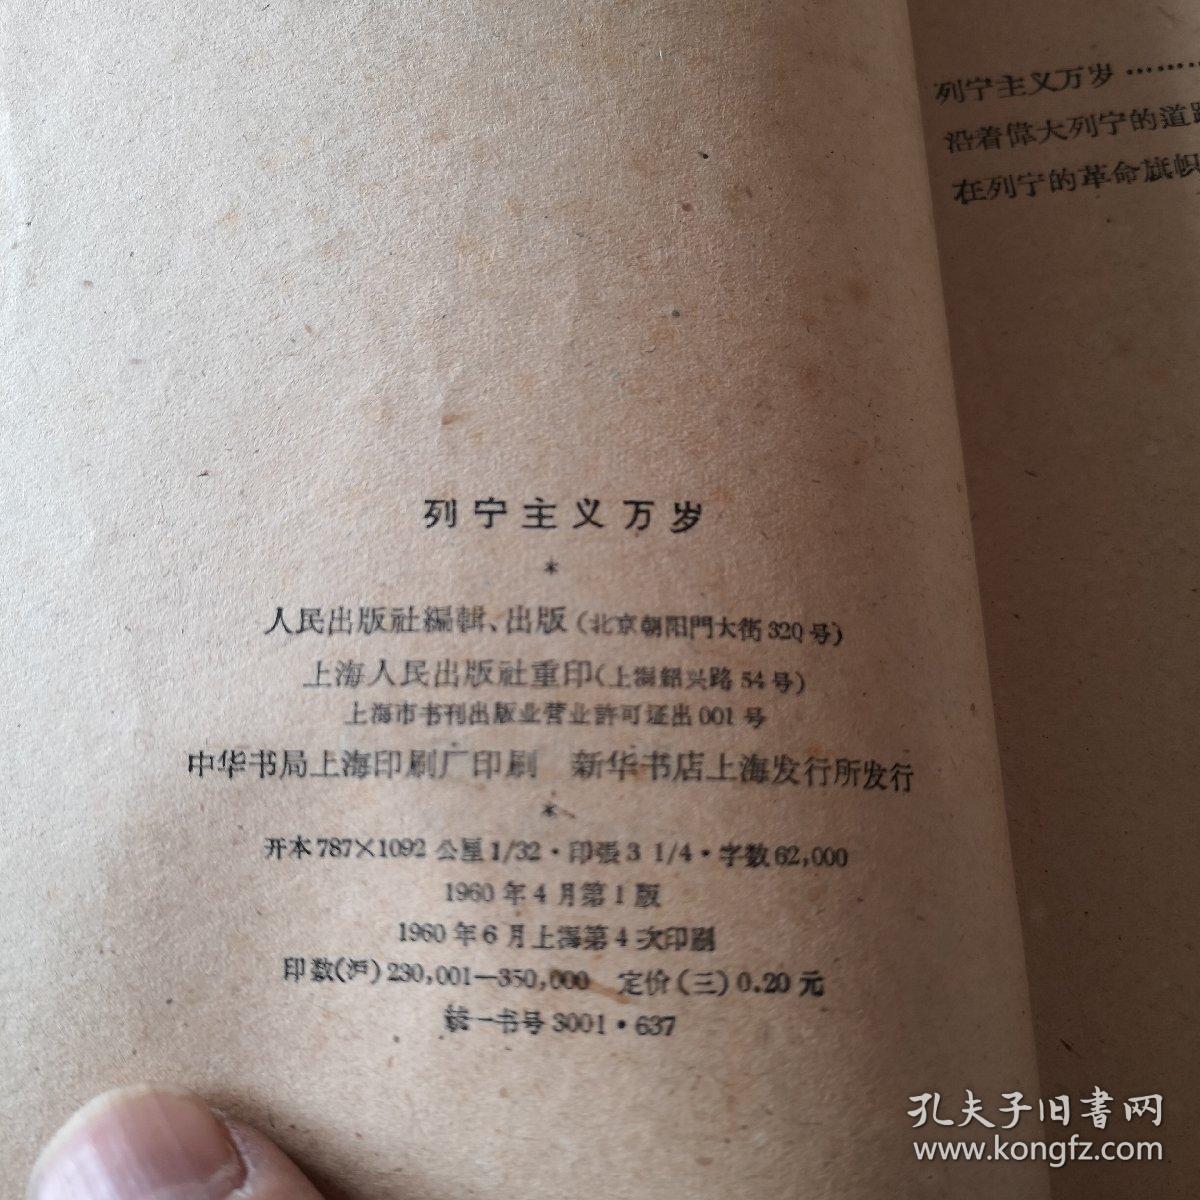 列宁主义万岁
*
人民出版社編輯、出版（北京朝阳門大街320号）
上海人民出版社重印（上海紹兴路54号）
上海市书刊出版业营业許可证出001号
中华书局上海印刷厂印刷 新华书店上海发行所发行
*
开本787×1092 公厘1/32·印張3 1/4·字数62,000
1960年4月第1版
1960年6月上海第4次印刷
印数(沪)230,001—350,000 定价(三)0.20元
統一书号3001·637
列宁主义万岁………
沿着偉大列宁的道路
在列宁的革命旗帜
孔夫子旧書网
www.kongfz.com